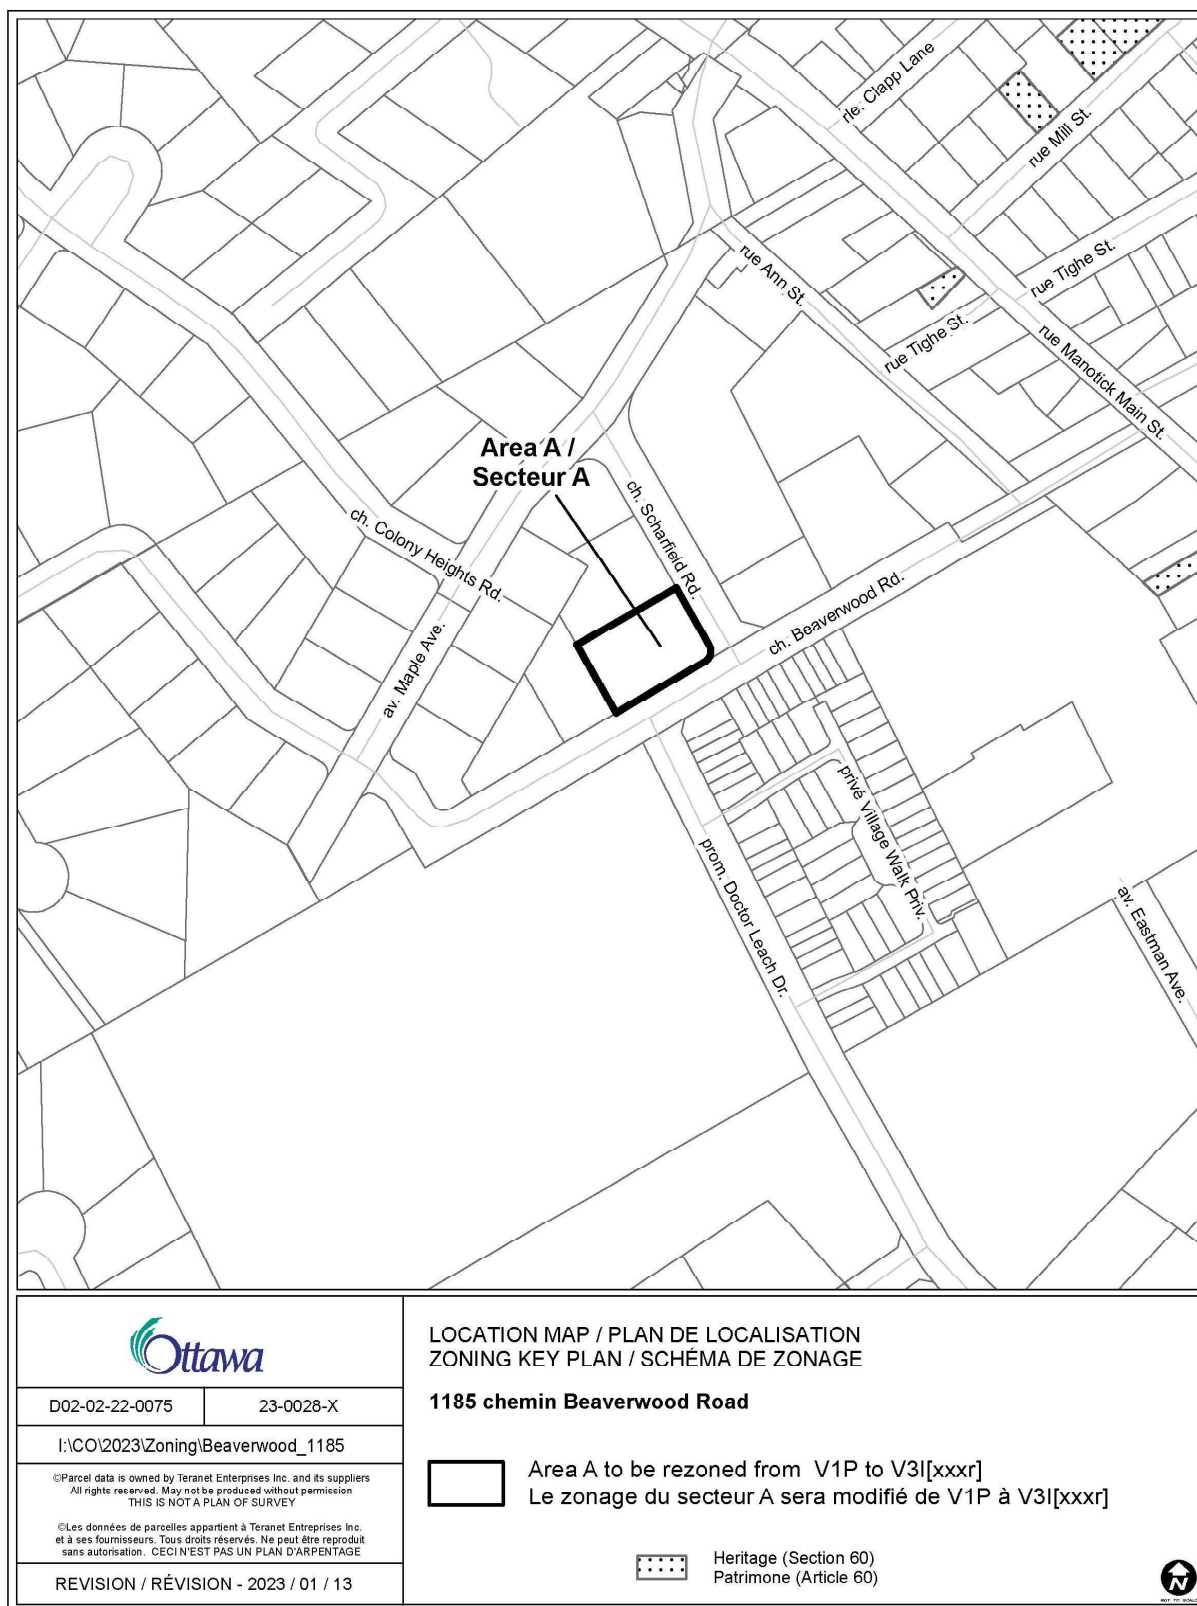 rle. Clapp Lane
rue Mill St.
rue Ann St.
rue Tighe St.
rue Tighe St.
rue Manotick Main St.
Area A /
Secteur A
ch. Scharfield Rd.
ch. Colony Heights Rd.
ch. Beaverwood Rd.
av. Maple Ave.
privé Village Walk Priv.
prom. Doctor Leach Dr.
av. Eastman Ave.
Ottawa
D02-02-22-0075
23-0028-X
I:\CO\2023\Zoning\Beaverwood_1185
©Parcel data is owned by Teranet Enterprises Inc. and its suppliers
All rights reserved. May not be produced without permission
THIS IS NOT A PLAN OF SURVEY
©Les données de parcelles appartient à Teranet Entreprises Inc.
et à ses fournisseurs. Tous droits réservés. Ne peut être reproduit
sans autorisation. CECI N'EST PAS UN PLAN D'ARPENTAGE
REVISION / RÉVISION - 2023 / 01 / 13
LOCATION MAP / PLAN DE LOCALISATION
ZONING KEY PLAN / SCHÉMA DE ZONAGE
1185 chemin Beaverwood Road
Area A to be rezoned from V1P to V3I[xxxr]
Le zonage du secteur A sera modifié de V1P à V3I[xxxr]
Heritage (Section 60)
Patrimone (Article 60)
N
NOT TO SCALE